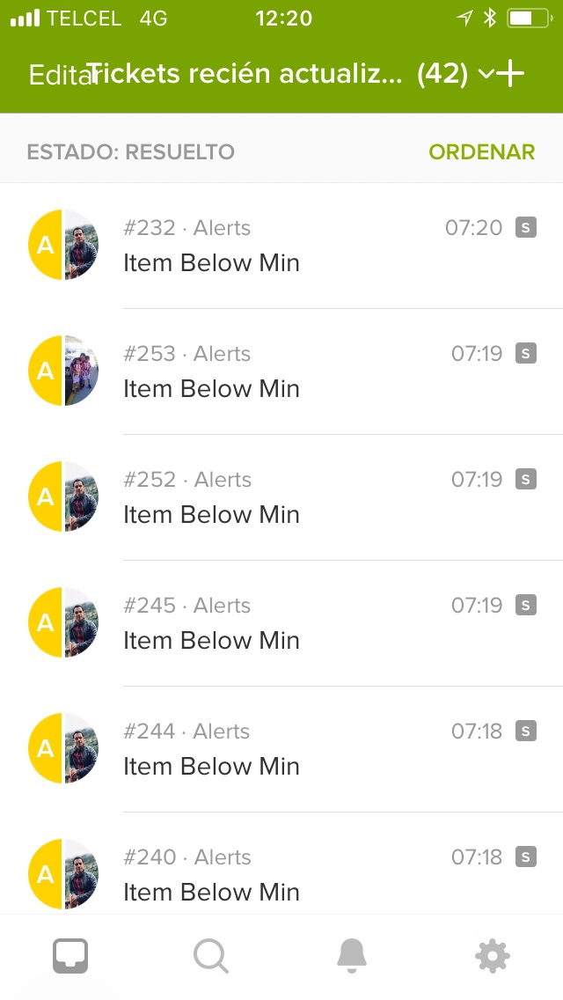 TELCEL 4G 12:20
Editar Tickets recién actualiz... (42)
ESTADO: RESUELTO ORDENAR
A #232 · Alerts 07:20 S
Item Below Min
A #253 · Alerts 07:19 S
Item Below Min
A #252 · Alerts 07:19 S
Item Below Min
A #245 · Alerts 07:19 S
Item Below Min
A #244 · Alerts 07:18 S
Item Below Min
A #240 · Alerts 07:18 S
Item Below Min